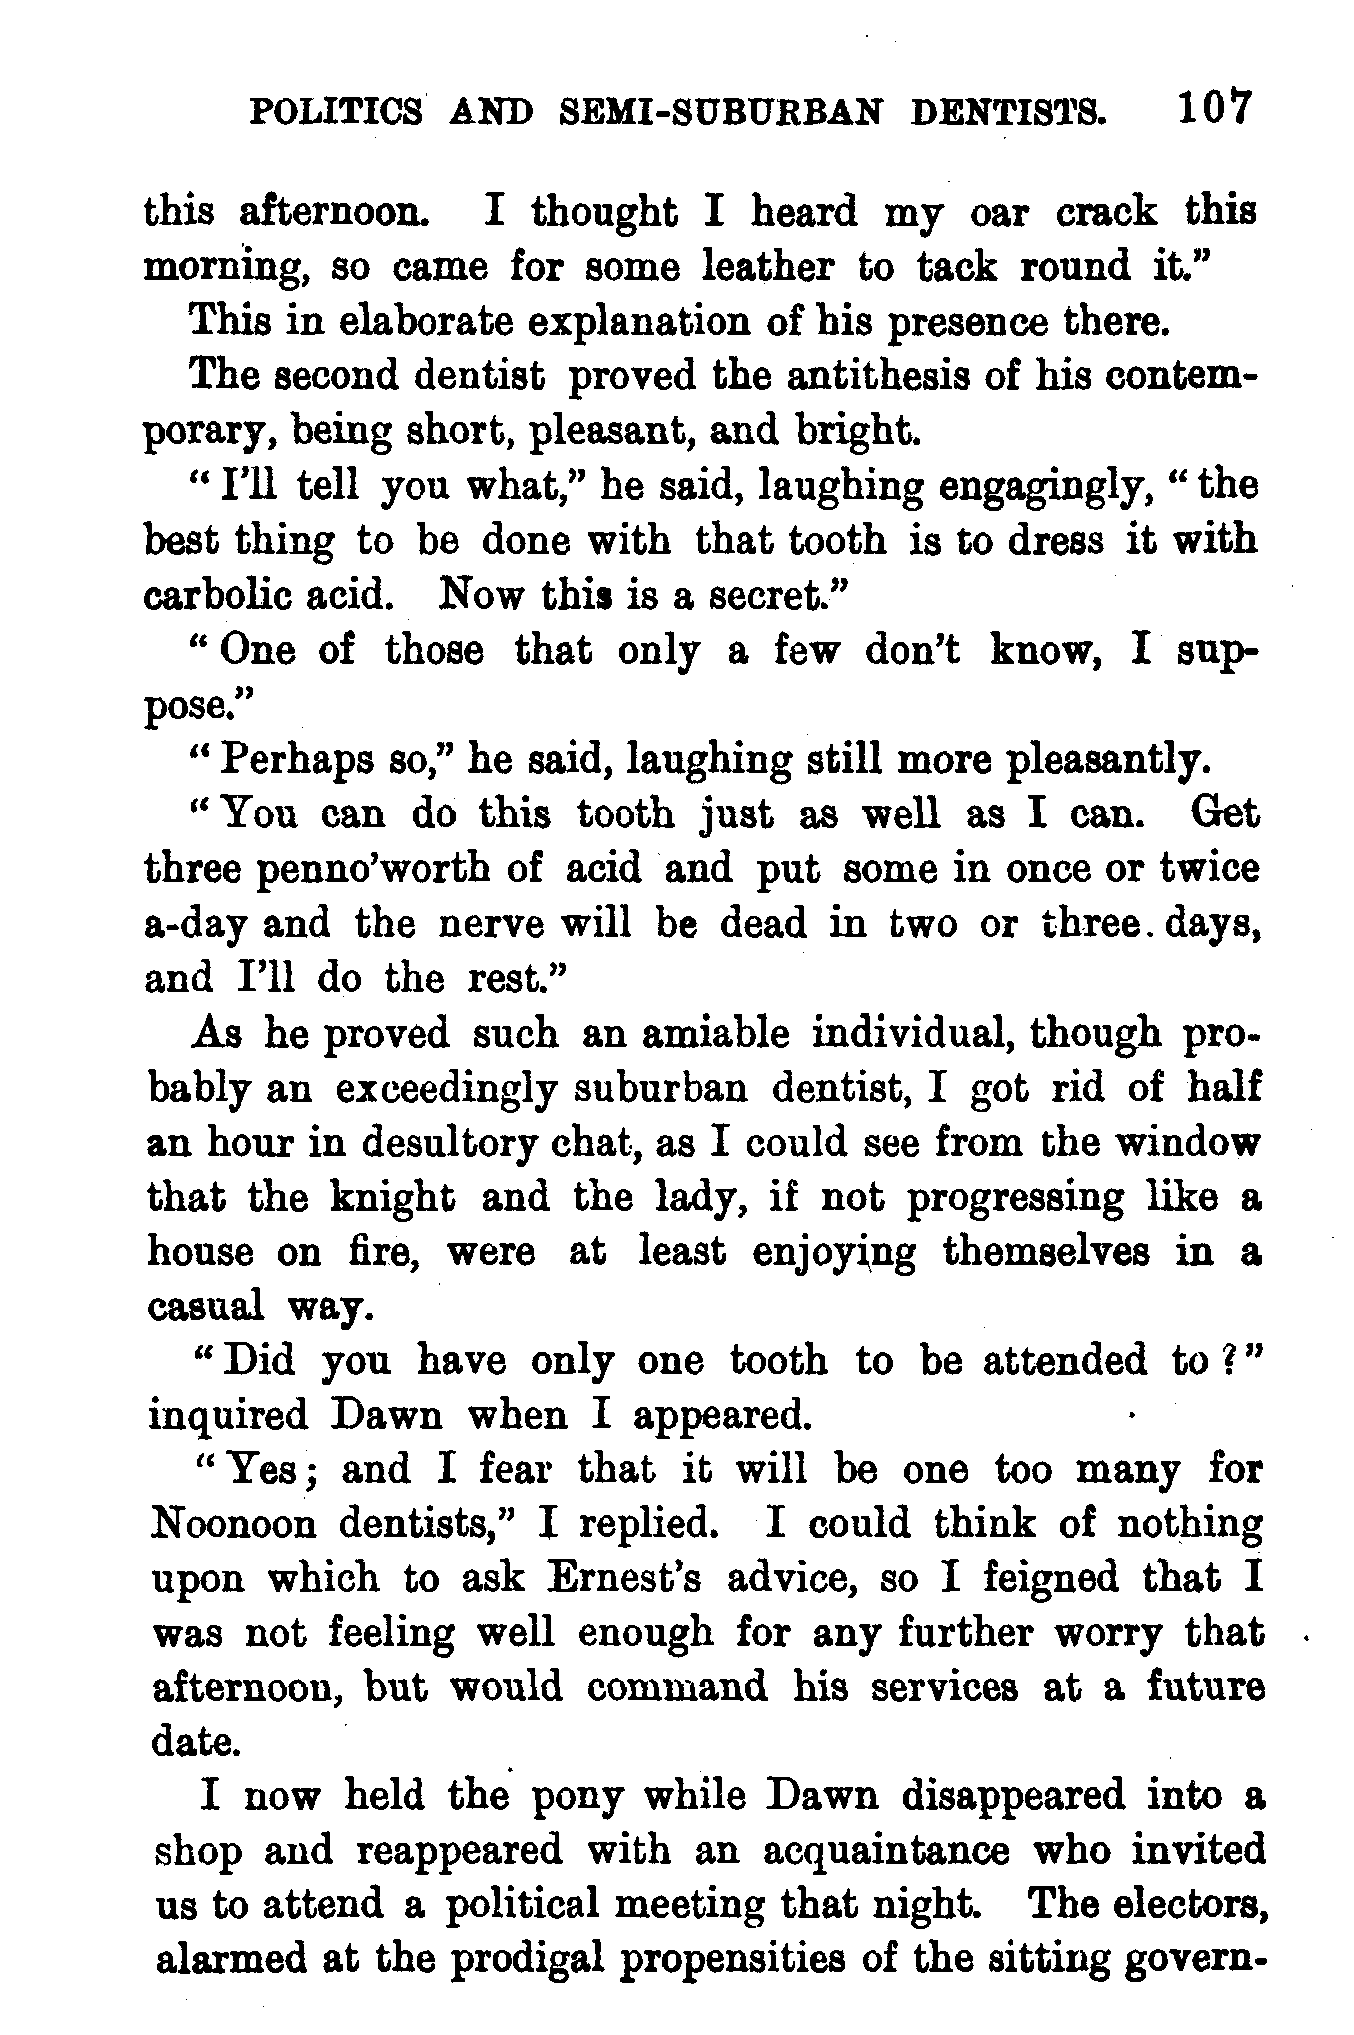 POLITICS AND SEMI-SUBURBAN DENTISTS. 107
this afternoon. I thought I heard my oar crack this
morning, so came for some leather to tack round it.”
This in elaborate explanation of his presence there.
The second dentist proved the antithesis of his contem-
porary, being short, pleasant, and bright.
“I’ll tell you what,” he said, laughing engagingly, “the
best thing to be done with that tooth is to dress it with
carbolic acid. Now this is a secret.”
“One of those that only a few don’t know, I sup-
pose.”
“Perhaps so,” he said, laughing still more pleasantly.
“You can do this tooth just as well as I can. Get
three penno’worth of acid and put some in once or twice
a-day and the nerve will be dead in two or three. days,
and I’ll do the rest.”
As he proved such an amiable individual, though pro-
bably an exceedingly suburban dentist, I got rid of half
an hour in desultory chat, as I could see from the window
that the knight and the lady, if not progressing like a
house on fire, were at least enjoying themselves in a
casual way.
“Did you have only one tooth to be attended to?”
inquired Dawn when I appeared.
“Yes; and I fear that it will be one too many for
Noonoon dentists,” I replied. I could think of nothing
upon which to ask Ernest’s advice, so I feigned that I
was not feeling well enough for any further worry that
afternoon, but would command his services at a future
date.
I now held the pony while Dawn disappeared into a
shop and reappeared with an acquaintance who invited
us to attend a political meeting that night. The electors,
alarmed at the prodigal propensities of the sitting govern-